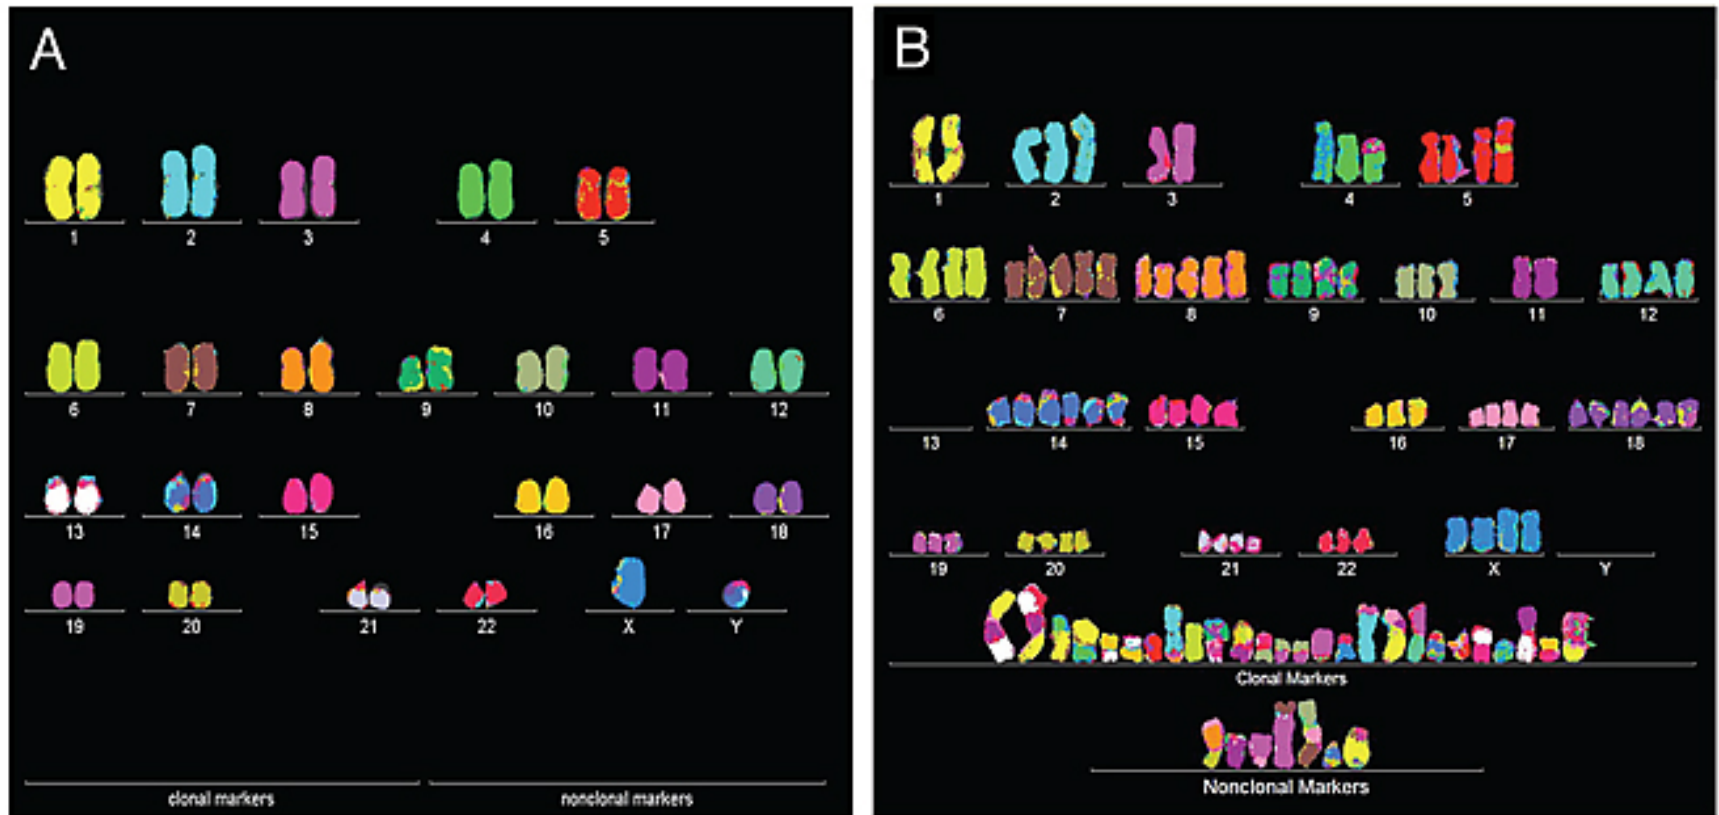 A
1 2 3 4 5
6 7 8 9 10 11 12
13 14 15 16 17 18
19 20 21 22 X Y
clonal markers nonclonal markers
B
1 2 3 4 5
6 7 8 9 10 11 12
13 14 15 16 17 18
19 20 21 22 X Y
Clonal Markers
Nonclonal Markers